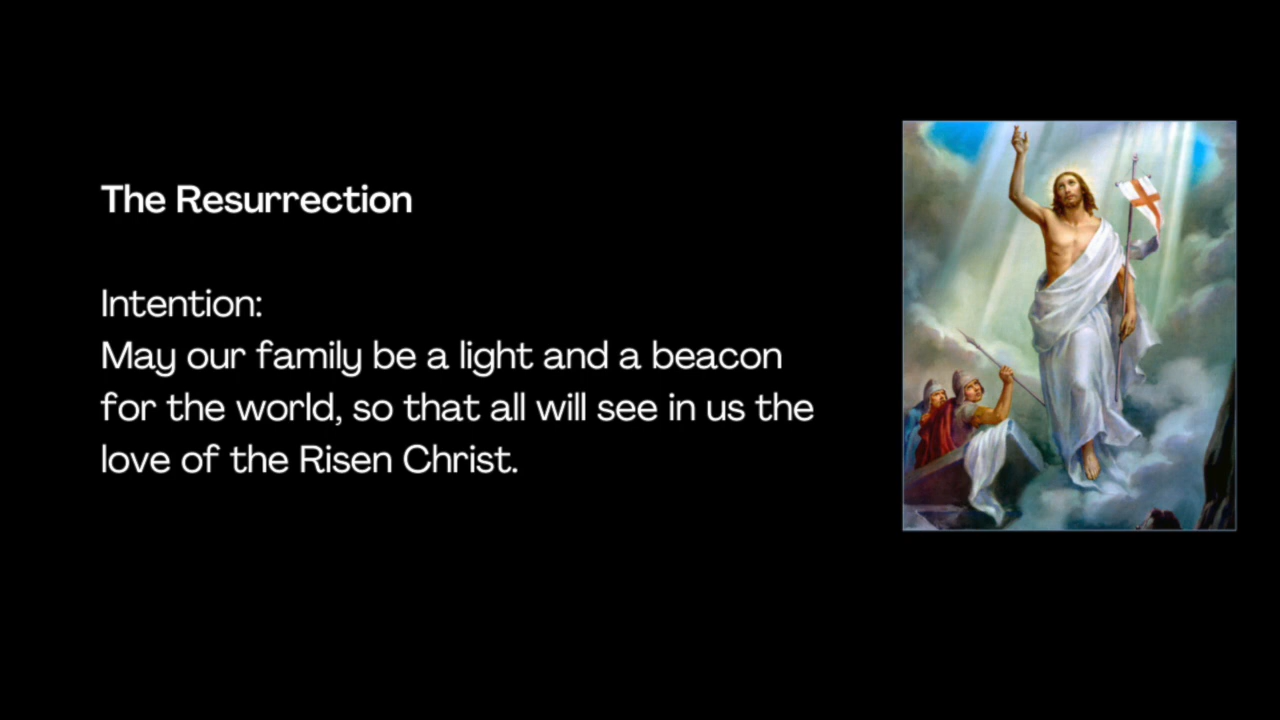 The Resurrection
Intention:
May our family be a light and a beacon
for the world, so that all will see in us the
love of the Risen Christ.